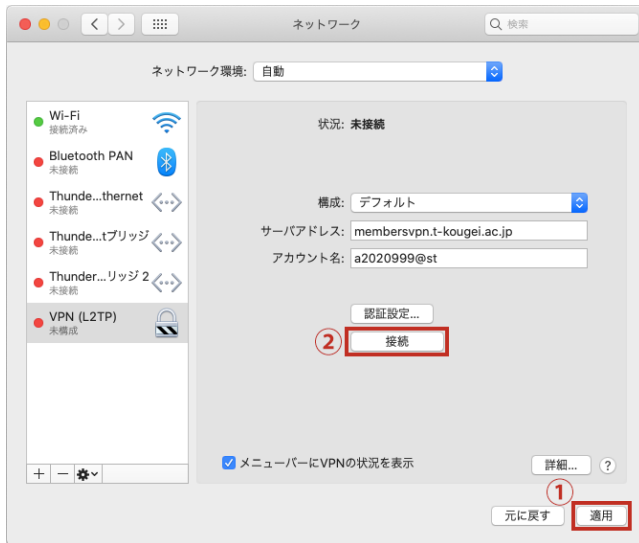 ネットワーク
検索
ネットワーク環境: 自動
Wi-Fi
接続済み
Bluetooth PAN
未接続
Thunde...thernet
未接続
Thunde...tブリッジ
未接続
Thunder...リッジ 2
未接続
VPN (L2TP)
未構成
状況: 未接続
構成: デフォルト
サーバアドレス: membersvpn.t-kougei.ac.jp
アカウント名: a2020999@st
認証設定...
② 接続
メニューバーにVPNの状況を表示
詳細... ?
①
元に戻す 適用